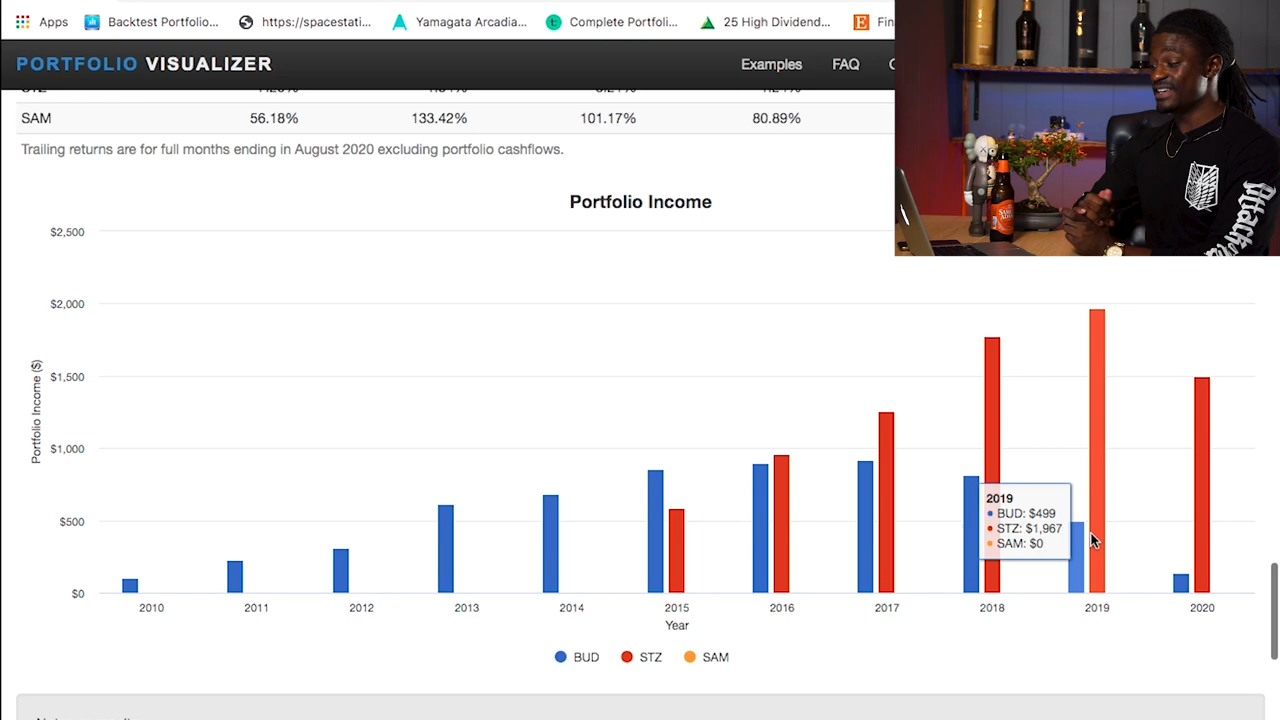 Apps Backtest Portfolio... https://spacestati... Yamagata Arcadia... Complete Portfoli... 25 High Dividend... Fin
PORTFOLIO VISUALIZER Examples FAQ
SAM 56.18% 133.42% 101.17% 80.89%
Trailing returns are for full months ending in August 2020 excluding portfolio cashflows.
Portfolio Income
$2,500
$2,000
$1,500
$1,000
$500
$0
Portfolio Income ($)
2019
BUD: $499
STZ: $1,967
SAM: $0
2010 2011 2012 2013 2014 2015 2016 2017 2018 2019 2020
Year
BUD STZ SAM